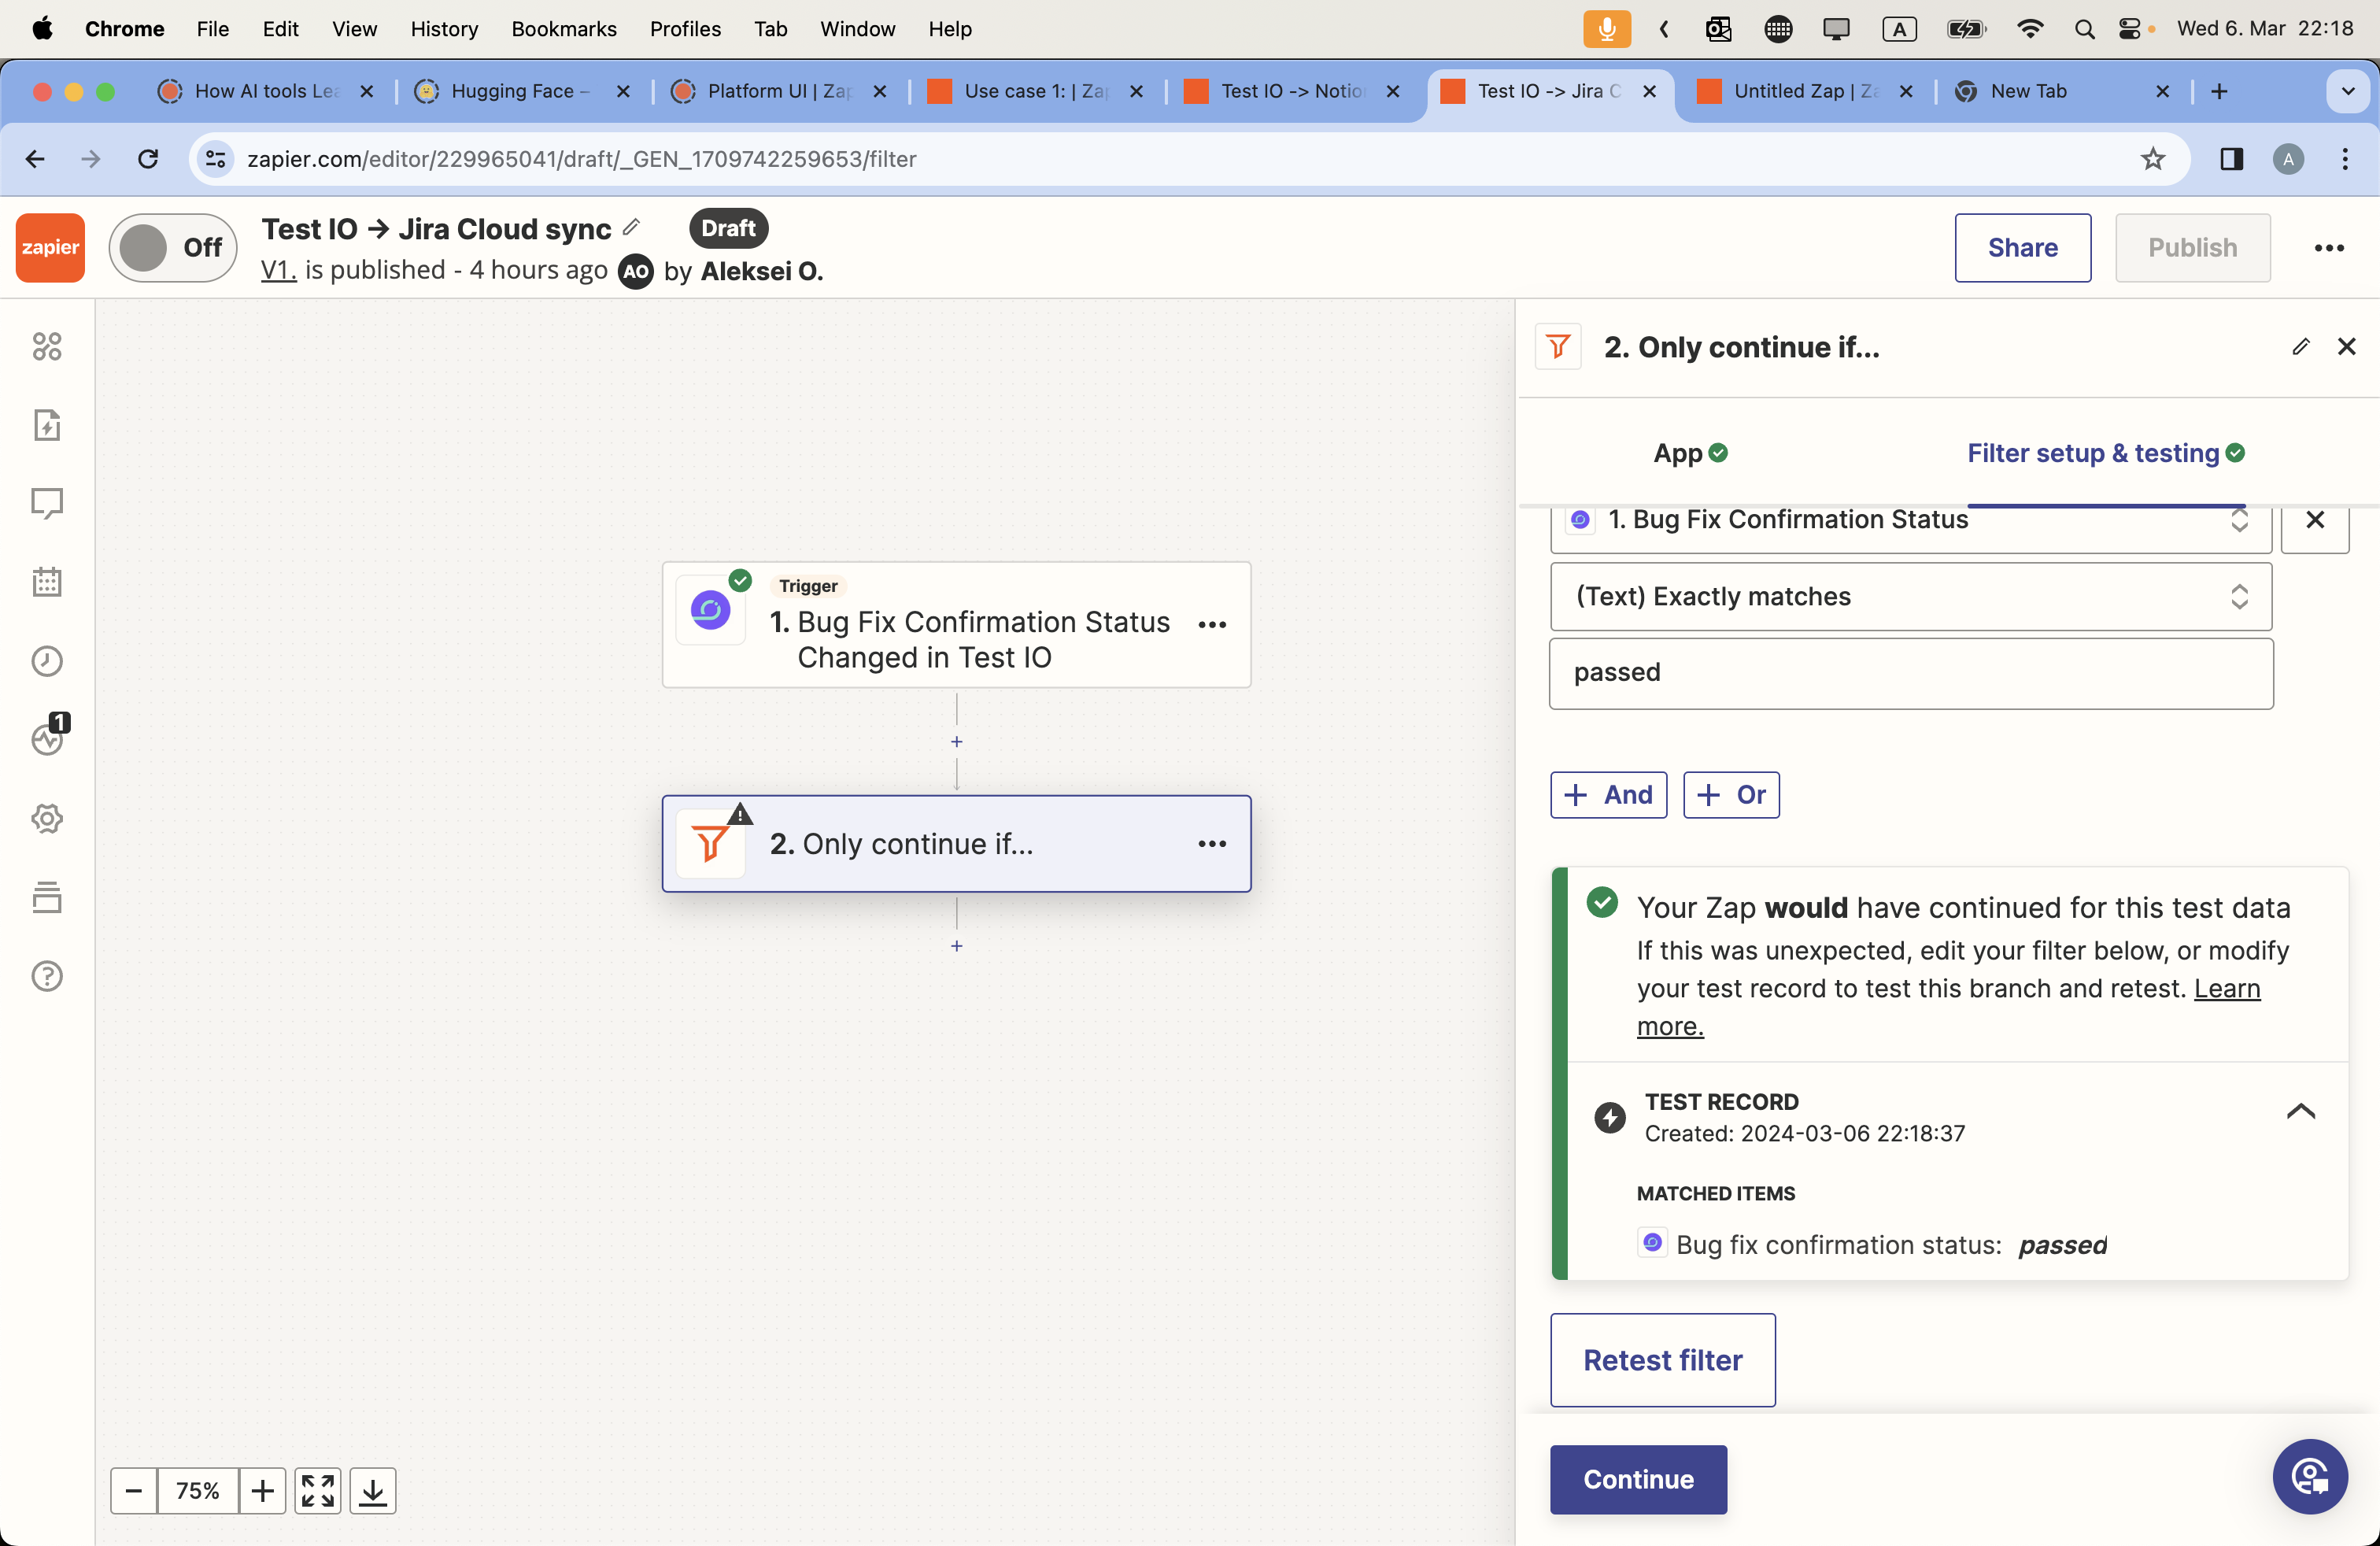 Chrome File Edit View History Bookmarks Profiles Tab Window Help A Wed 6. Mar 22:18
How AI tools Lea Hugging Face – Platform UI | Zap Use case 1: | Zap Test IO -> Notion Test IO -> Jira C Untitled Zap | Za New Tab
zapier.com/editor/229965041/draft/_GEN_1709742259653/filter A
zapier Off Test IO → Jira Cloud sync Draft Share Publish
V1. is published - 4 hours ago AO by Aleksei O.
2. Only continue if...
App Filter setup & testing
1. Bug Fix Confirmation Status
(Text) Exactly matches
passed
Trigger
1. Bug Fix Confirmation Status
Changed in Test IO
1
+ And + Or
2. Only continue if...
Your Zap would have continued for this test data
If this was unexpected, edit your filter below, or modify
your test record to test this branch and retest. Learn
more.
TEST RECORD
Created: 2024-03-06 22:18:37
MATCHED ITEMS
Bug fix confirmation status: passed
Retest filter
Continue
75%